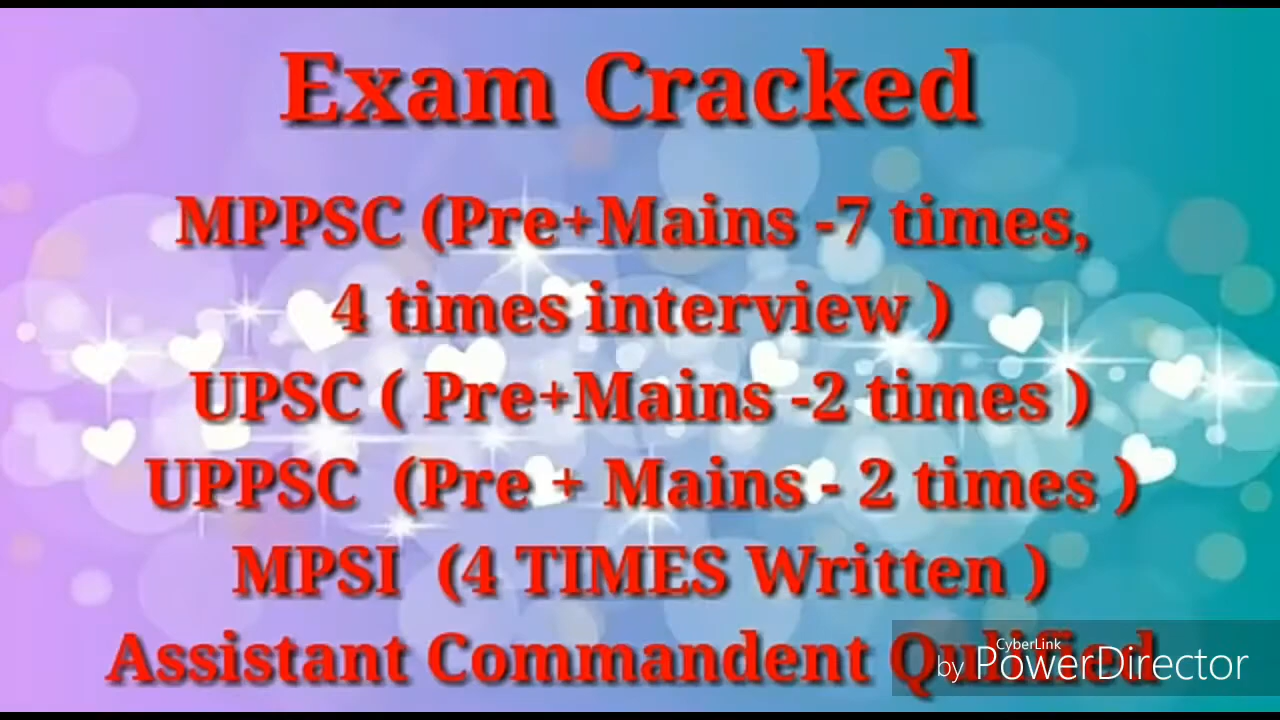 Exam Cracked
MPPSC (Pre+Mains -7 times,
4 times interview )
UPSC ( Pre+Mains -2 times )
UPPSC (Pre + Mains - 2 times )
MPSI (4 TIMES Written )
Assistant Commandent
CyberLink
by PowerDirector